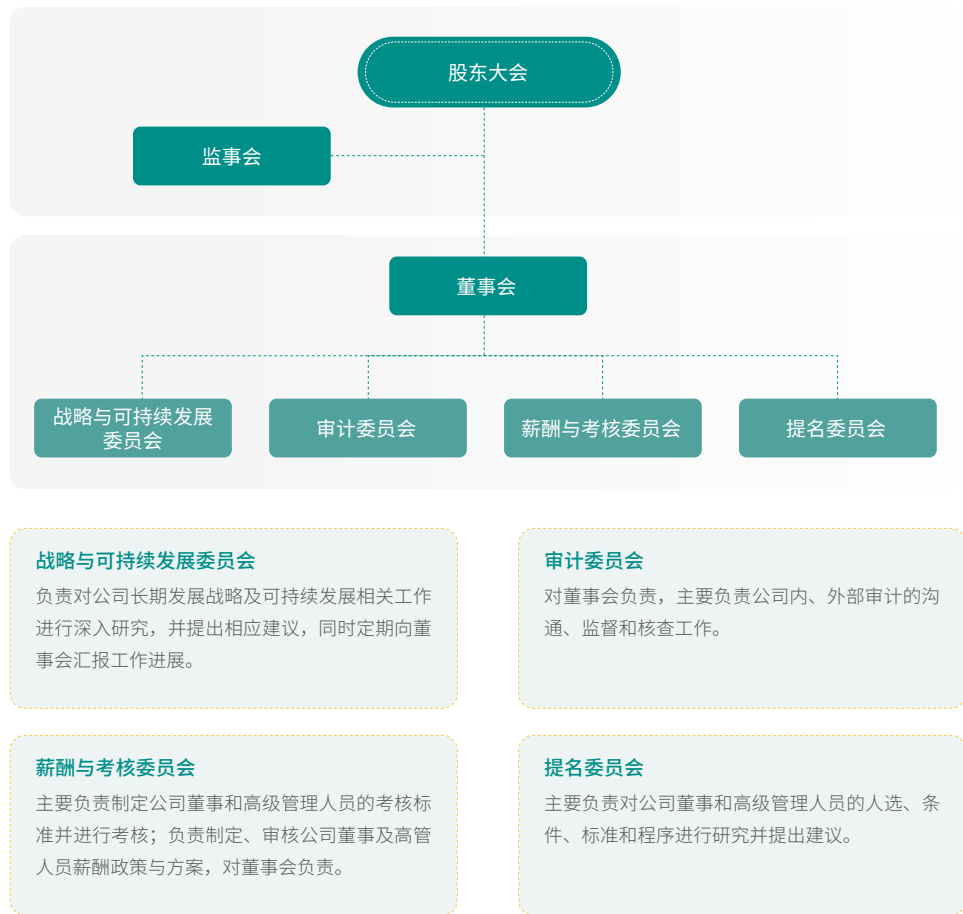 股东大会
监事会
董事会
战略与可持续发展
委员会
审计委员会
薪酬与考核委员会
提名委员会
战略与可持续发展委员会
负责对公司长期发展战略及可持续发展相关工作
进行深入研究，并提出相应建议，同时定期向董
事会汇报工作进展。
审计委员会
对董事会负责，主要负责公司内、外部审计的沟
通、监督和核查工作。
薪酬与考核委员会
主要负责制定公司董事和高级管理人员的考核标
准并进行考核；负责制定、审核公司董事及高管
人员薪酬政策与方案，对董事会负责。
提名委员会
主要负责对公司董事和高级管理人员的人选、条
件、标准和程序进行研究并提出建议。